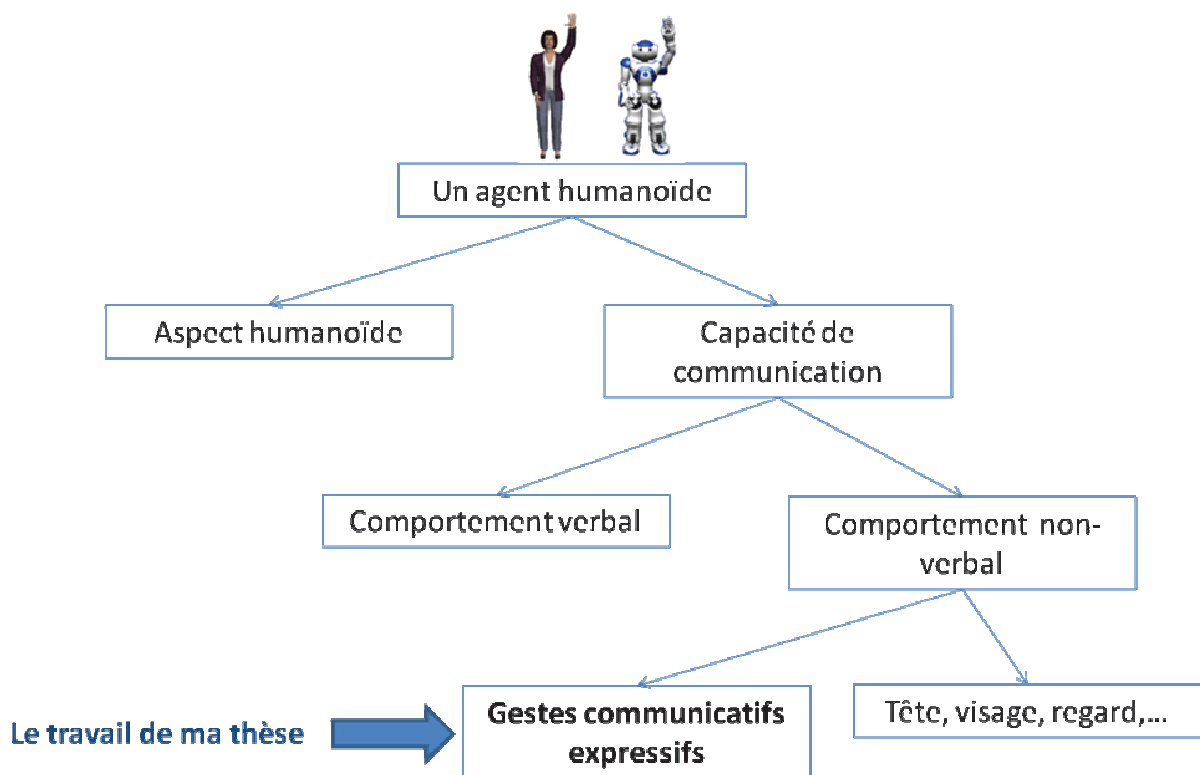 Un agent humanoïde
Aspect humanoïde
Capacité de
communication
Comportement verbal
Comportement non-
verbal
Le travail de ma thèse
Gestes communicatifs
expressifs
Tête, visage, regard,...